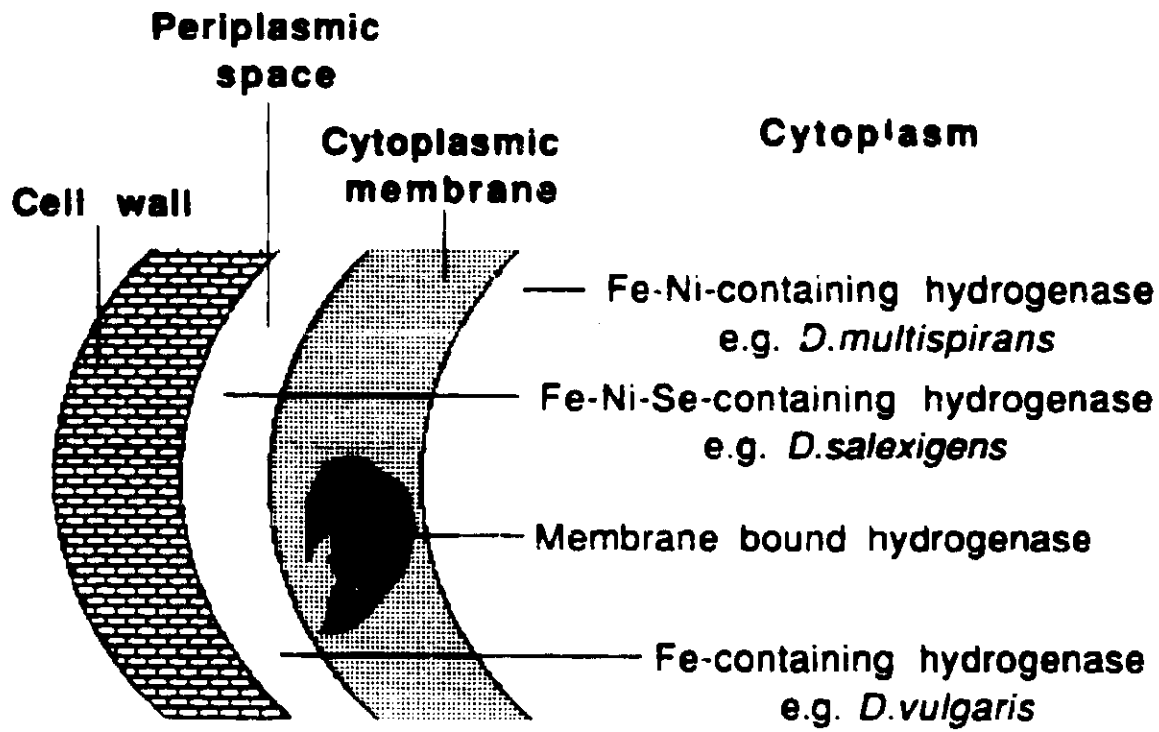 Periplasmic
space
Cytoplasmic
membrane
Cytoplasm
Cell wall
Fe-Ni-containing hydrogenase
e.g. D.multispirans
Fe-Ni-Se-containing hydrogenase
e.g. D.salexigens
Membrane bound hydrogenase
Fe-containing hydrogenase
e.g. D.vulgaris